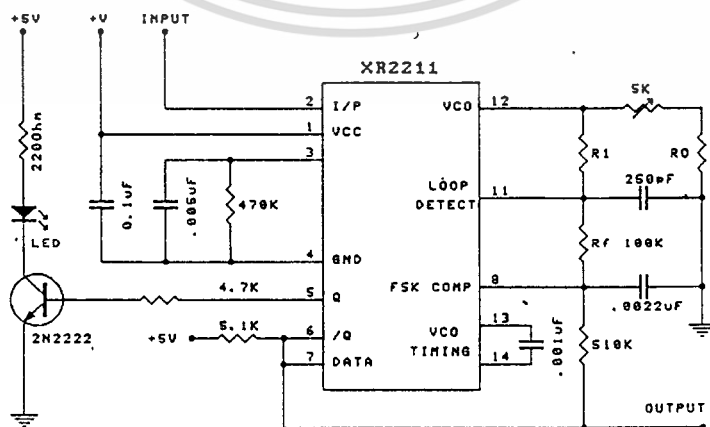 +5V
+V
INPUT
XR2211
2200hm
LED
2N2222
0.1uF
.005uF
470K
4.7K
+5V
5.1K
2
I/P
1
VCC
3
4
GND
5
Q
6
/Q
7
DATA
VCO
12
LOOP
DETECT
11
FSK COMP
8
VCO
TIMING
13
14
5K
R1
R0
260pF
Rf 100K
.0022uF
.001uF
510K
OUTPUT